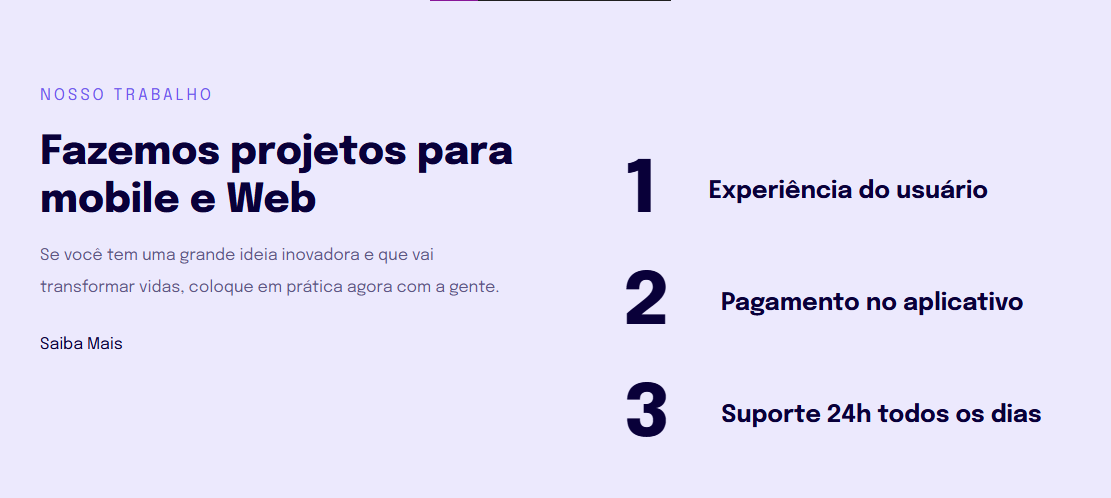 NOSSO TRABALHO
Fazemos projetos para
mobile e Web
Se você tem uma grande ideia inovadora e que vai
transformar vidas, coloque em prática agora com a gente.
Saiba Mais
1 Experiência do usuário
2 Pagamento no aplicativo
3 Suporte 24h todos os dias